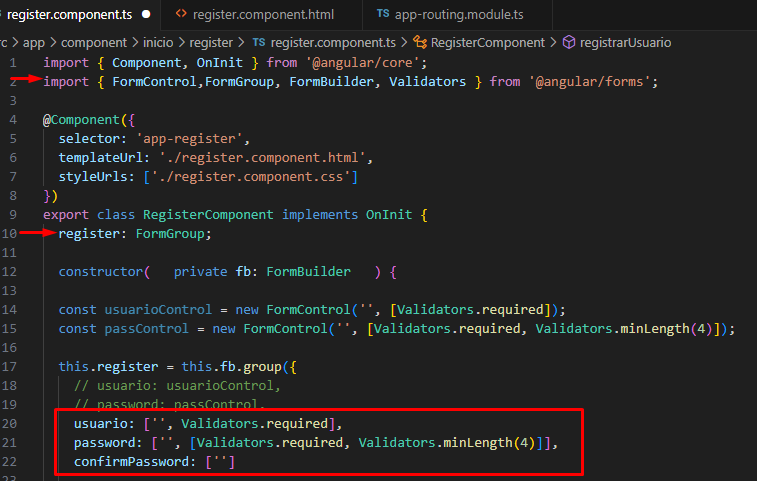 register.component.ts register.component.html TS app-routing.module.ts
rc > app > component > inicio > register > TS register.component.ts > RegisterComponent > registrarUsuario
1 import { Component, OnInit } from '@angular/core';
2 import { FormControl,FormGroup, FormBuilder, Validators } from '@angular/forms';
3
4 @Component({
5 selector: 'app-register',
6 templateUrl: './register.component.html',
7 styleUrls: ['./register.component.css']
8 })
9 export class RegisterComponent implements OnInit {
10 register: FormGroup;
11
12 constructor(   private fb: FormBuilder   ) {
13
14 const usuarioControl = new FormControl('', [Validators.required]);
15 const passControl = new FormControl('', [Validators.required, Validators.minLength(4)]);
16
17 this.register = this.fb.group({
18 // usuario: usuarioControl,
19 // password: passControl,
20 usuario: ['', Validators.required],
21 password: ['', [Validators.required, Validators.minLength(4)]],
22 confirmPassword: ['']